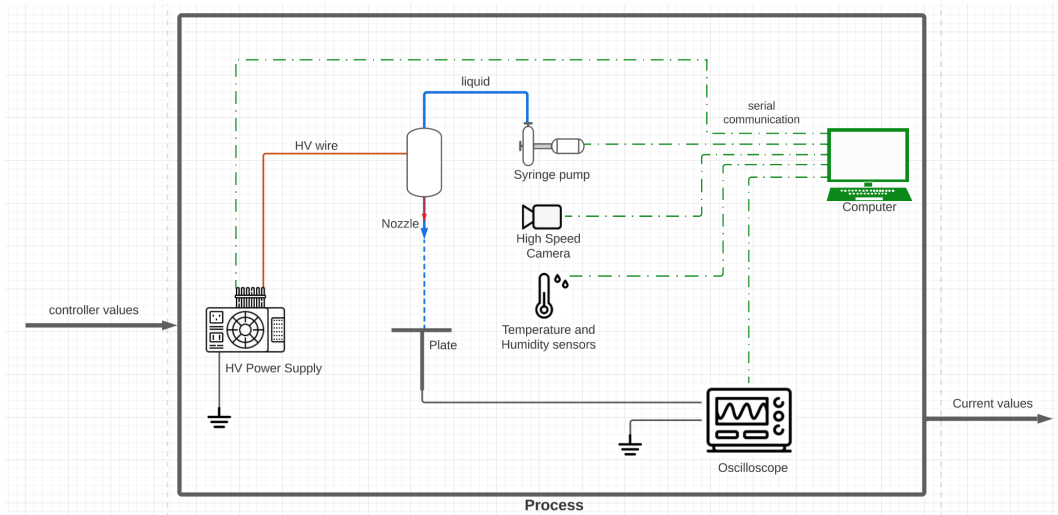 liquid
serial
communication
HV wire
Syringe pump
Computer
Nozzle
High Speed
Camera
controller values
Temperature and
Humidity sensors
Plate
HV Power Supply
Current values
Oscilloscope
Process